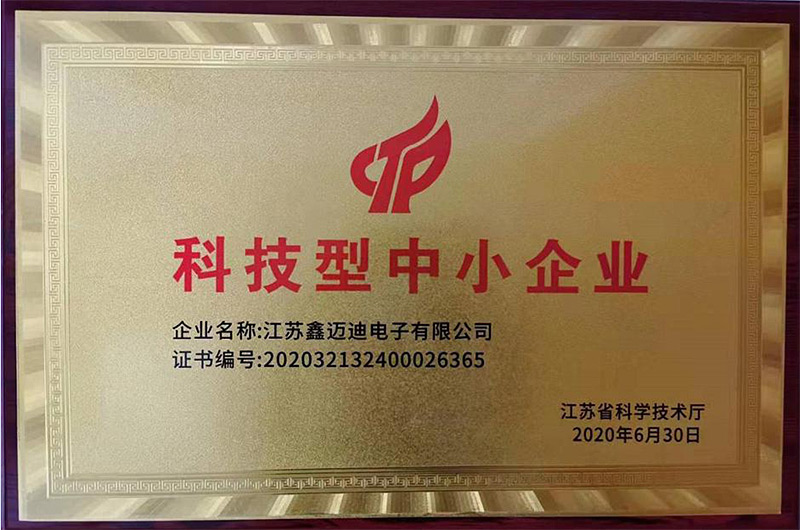 科技型中小企业
企业名称:江苏鑫迈迪电子有限公司
证书编号:202032132400026365
江苏省科学技术厅
2020年6月30日